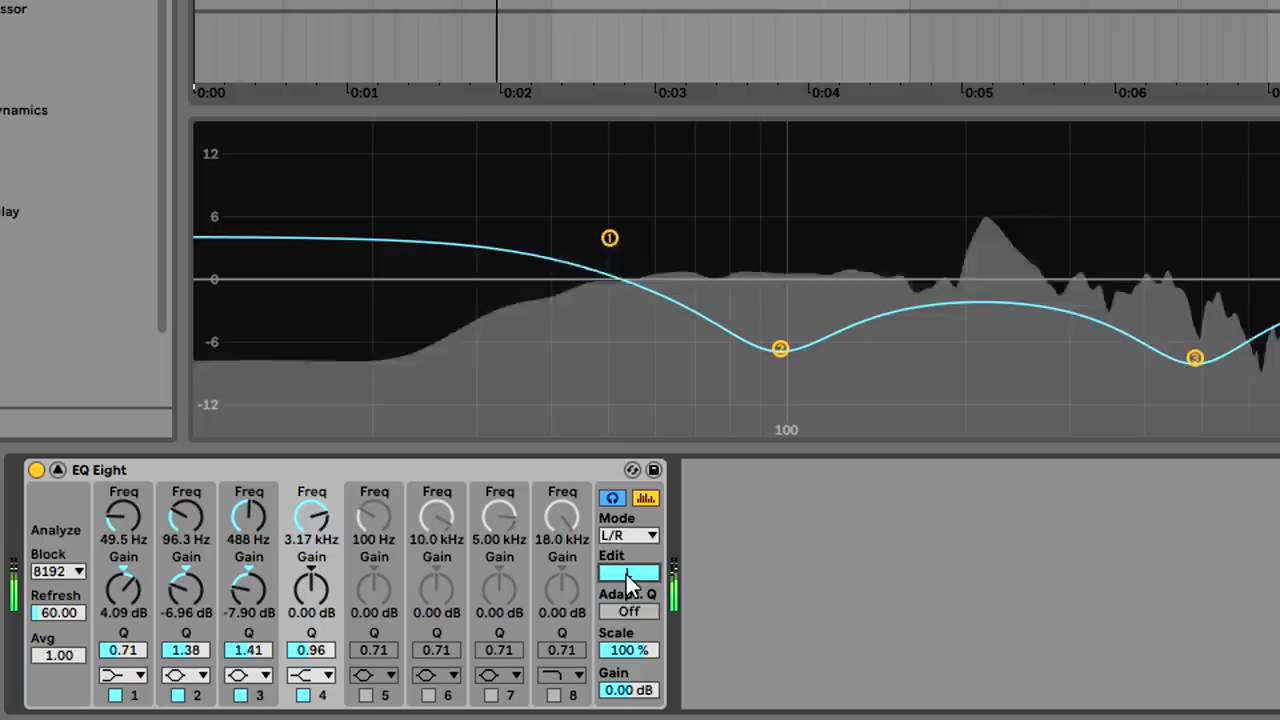 ssor
ynamics
lay
0:00 0:01 0:02 0:03 0:04 0:05 0:06
12
6
0
-6
-12
1
2
3
100
EQ Eight
Analyze
Block
8192
Refresh
60.00
Avg
1.00
Freq Freq Freq Freq Freq Freq Freq Freq
49.5 Hz 96.3 Hz 488 Hz 3.17 kHz 100 Hz 10.0 kHz 5.00 kHz 18.0 kHz
Gain Gain Gain Gain Gain Gain Gain Gain
4.09 dB -6.96 dB -7.90 dB 0.00 dB 0.00 dB 0.00 dB 0.00 dB 0.00 dB
Q Q Q Q Q Q Q Q
0.71 1.38 1.41 0.96 0.71 0.71 0.71 0.71
1 2 3 4 5 6 7 8
Mode
L/R
Edit
Adapt. Q
Off
Scale
100 %
Gain
0.00 dB